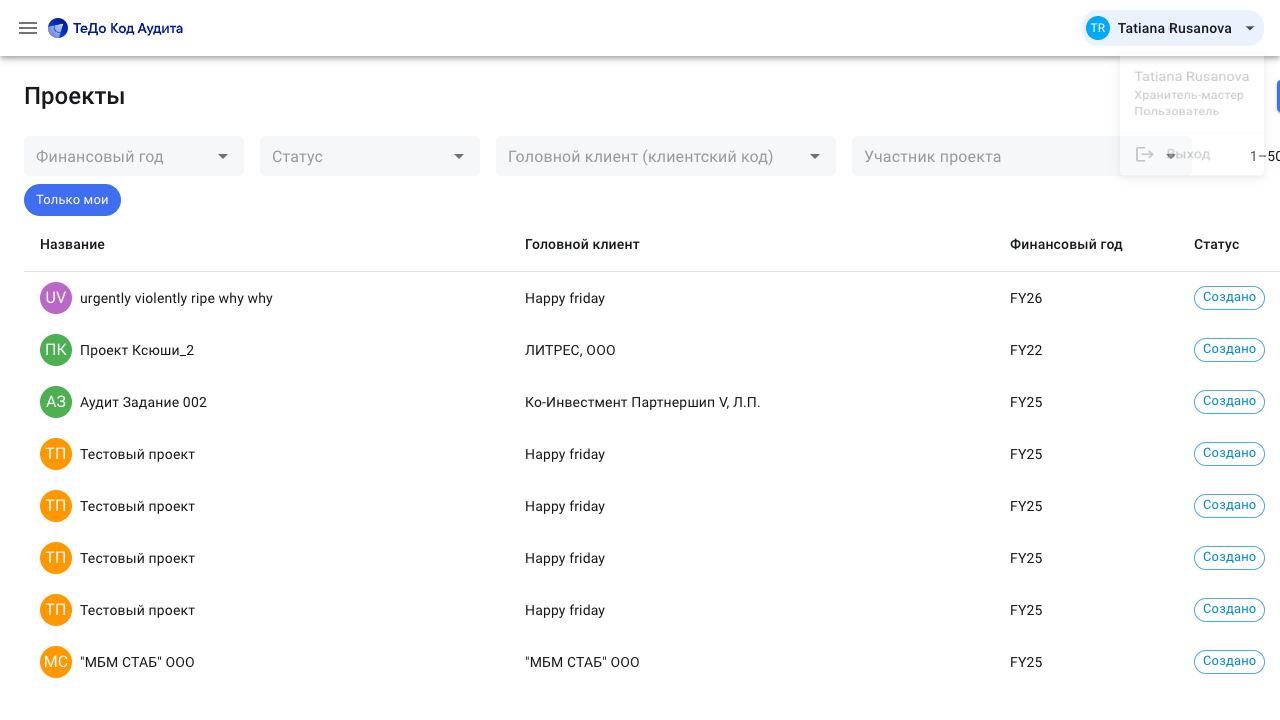 ТеДо Код Аудита
TR Tatiana Rusanova
Tatiana Rusanova
Хранитель-мастер
Пользователь
Выход
Проекты
Финансовый год
Статус
Головной клиент (клиентский код)
Участник проекта
1–50
Только мои
Название Головной клиент Финансовый год Статус
UV urgently violently ripe why why Happy friday FY26 Создано
ПК Проект Ксюши_2 ЛИТРЕС, ООО FY22 Создано
АЗ Аудит Задание 002 Ко-Инвестмент Партнершип V, Л.П. FY25 Создано
ТП Тестовый проект Happy friday FY25 Создано
ТП Тестовый проект Happy friday FY25 Создано
ТП Тестовый проект Happy friday FY25 Создано
ТП Тестовый проект Happy friday FY25 Создано
МС "МБМ СТАБ" ООО "МБМ СТАБ" ООО FY25 Создано